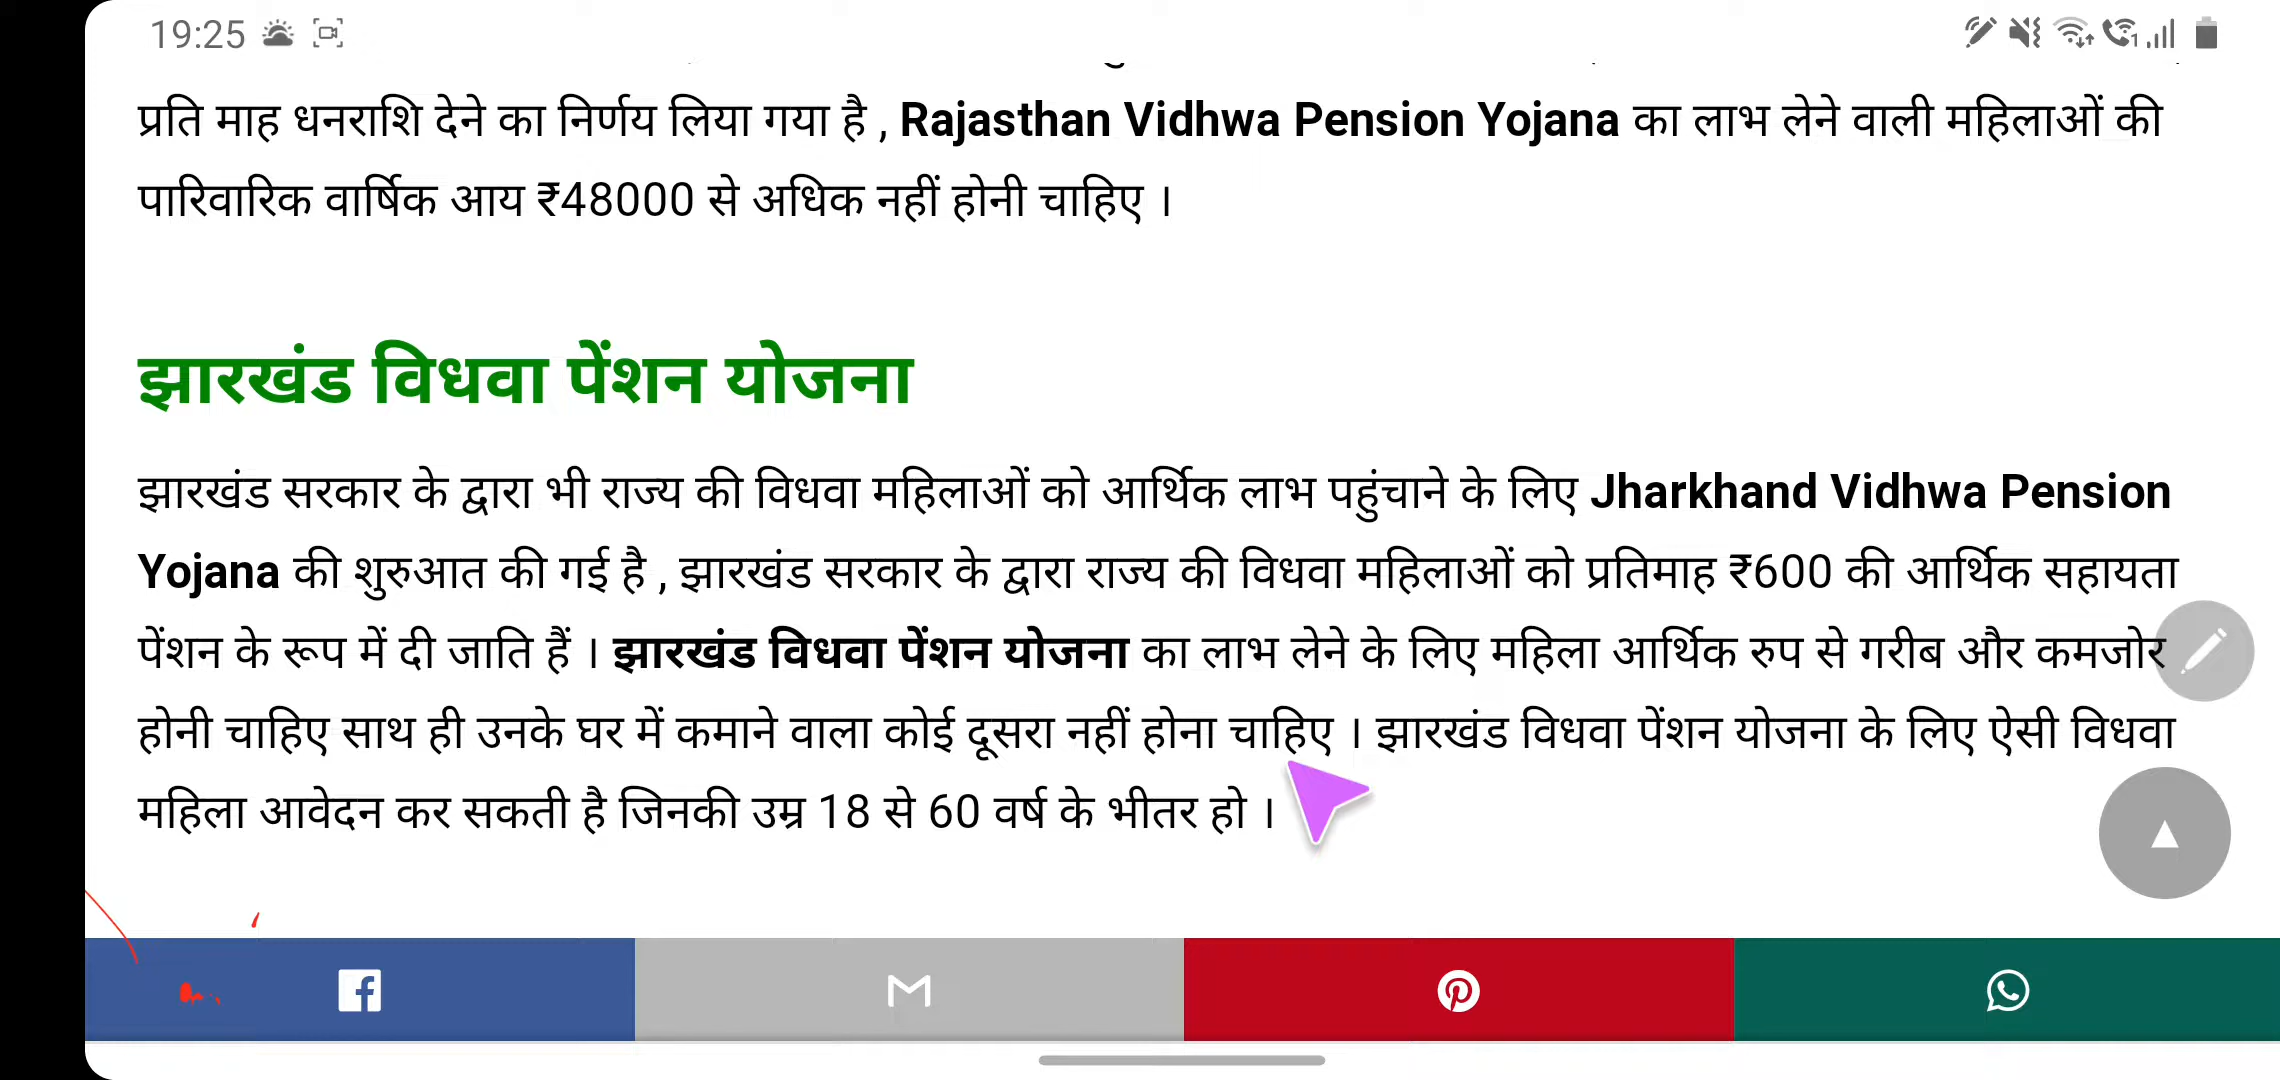 19:25
प्रति माह धनराशि देने का निर्णय लिया गया है , Rajasthan Vidhwa Pension Yojana का लाभ लेने वाली महिलाओं की
पारिवारिक वार्षिक आय ₹48000 से अधिक नहीं होनी चाहिए ।
झारखंड विधवा पेंशन योजना
झारखंड सरकार के द्वारा भी राज्य की विधवा महिलाओं को आर्थिक लाभ पहुंचाने के लिए Jharkhand Vidhwa Pension
Yojana की शुरुआत की गई है , झारखंड सरकार के द्वारा राज्य की विधवा महिलाओं को प्रतिमाह ₹600 की आर्थिक सहायता
पेंशन के रूप में दी जाति हैं । झारखंड विधवा पेंशन योजना का लाभ लेने के लिए महिला आर्थिक रुप से गरीब और कमजोर
होनी चाहिए साथ ही उनके घर में कमाने वाला कोई दूसरा नहीं होना चाहिए । झारखंड विधवा पेंशन योजना के लिए ऐसी विधवा
महिला आवेदन कर सकती है जिनकी उम्र 18 से 60 वर्ष के भीतर हो ।